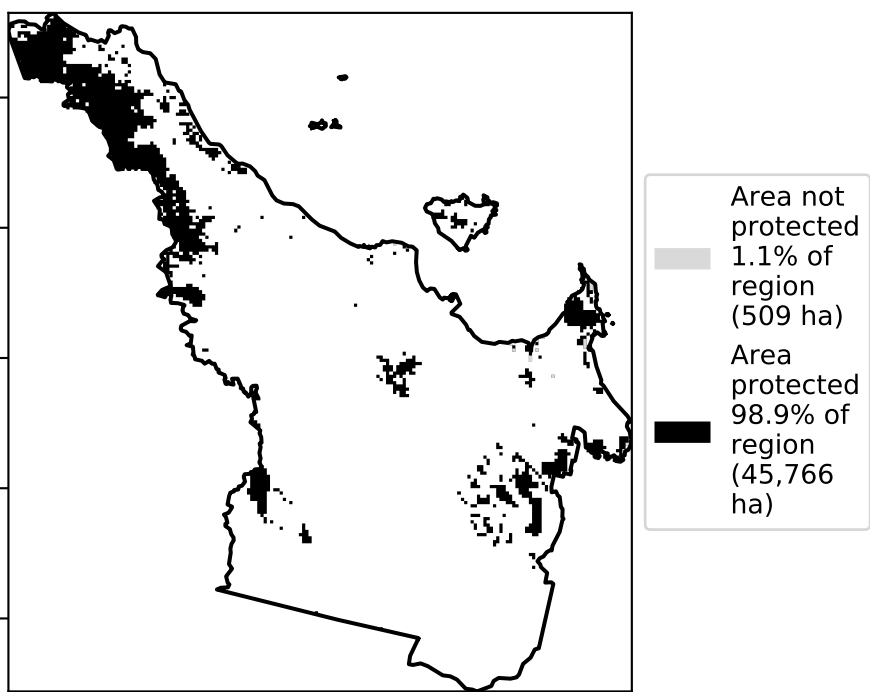 Area not
protected
1.1% of
region
(509 ha)
Area
protected
98.9% of
region
(45,766
ha)